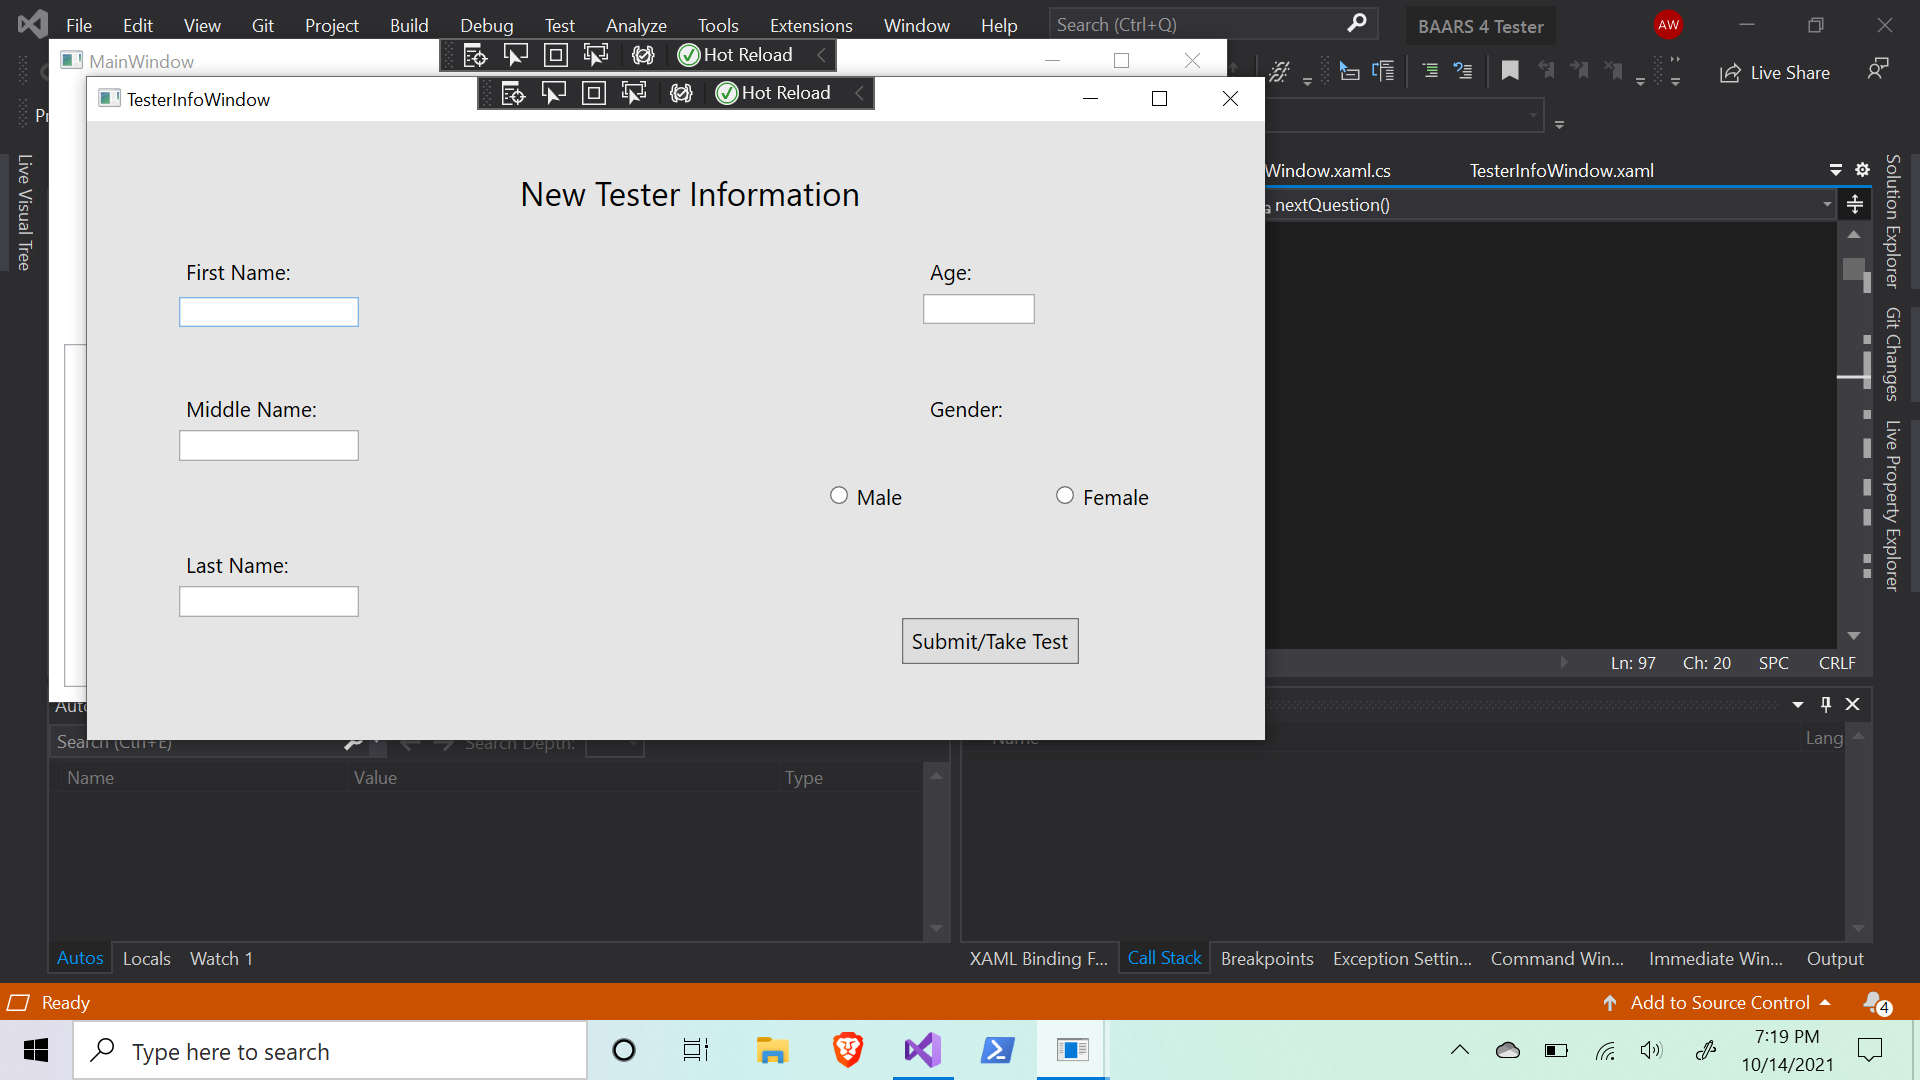 File Edit View Git Project Build Debug Test Analyze Tools Extensions Window Help Search (Ctrl+Q) BAARS 4 Tester AW
MainWindow Hot Reload
Live Share
TesterInfoWindow Hot Reload
Live Visual Tree
Window.xaml.cs TesterInfoWindow.xaml
nextQuestion()
Solution Explorer
Git Changes
Live Property Explorer
New Tester Information
First Name:
Age:
Middle Name:
Gender:
Male Female
Last Name:
Submit/Take Test
Ln: 97 Ch: 20 SPC CRLF
Search (Ctrl+E) Search Depth:
Name Lang
Name Value Type
Autos Locals Watch 1
XAML Binding F... Call Stack Breakpoints Exception Settin... Command Win... Immediate Win... Output
Ready
Add to Source Control 4
Type here to search
7:19 PM
10/14/2021